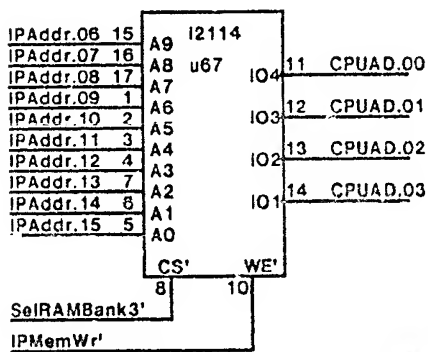 IPAddr.06 15 A9 I2114
IPAddr.07 16 A8 u67 IO4 11 CPUAD.00
IPAddr.08 17 A7
IPAddr.09 1 A6 IO3 12 CPUAD.01
IPAddr.10 2 A5
IPAddr.11 3 A4 IO2 13 CPUAD.02
IPAddr.12 4 A3
IPAddr.13 7 A2 IO1 14 CPUAD.03
IPAddr.14 6 A1
IPAddr.15 5 A0
CS' WE'
8 10
SelRAMBank3'
IPMemWr'